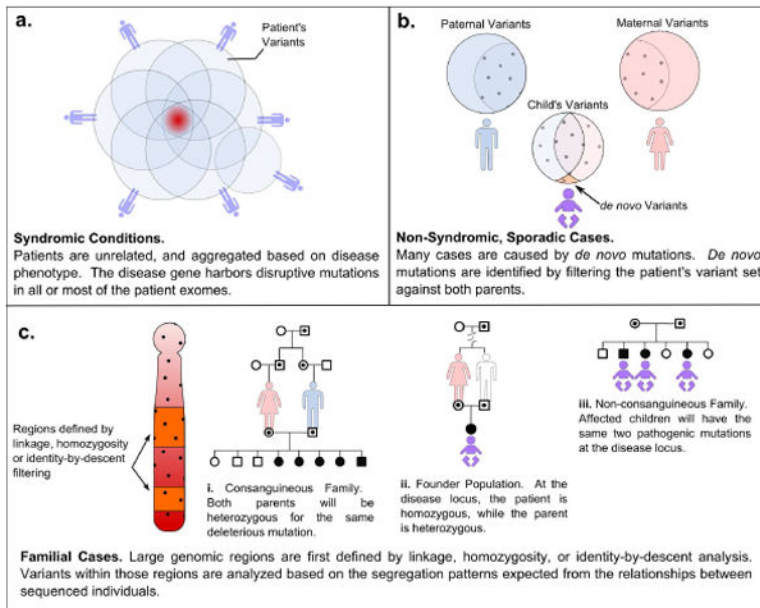 a.
Patient's
Variants
Syndromic Conditions.
Patients are unrelated, and aggregated based on disease
phenotype. The disease gene harbors disruptive mutations
in all or most of the patient exomes.
b.
Paternal Variants
Maternal Variants
Child's Variants
de novo Variants
Non-Syndromic, Sporadic Cases.
Many cases are caused by de novo mutations. De novo
mutations are identified by filtering the patient's variant set
against both parents.
c.
Regions defined by
linkage, homozygosity
or identity-by-descent
filtering
i. Consanguineous Family.
Both parents will be
heterozygous for the same
deleterious mutation.
ii. Founder Population. At the
disease locus, the patient is
homozygous, while the parent
is heterozygous.
iii. Non-consanguineous Family.
Affected children will have the
same two pathogenic mutations
at the disease locus.
Familial Cases. Large genomic regions are first defined by linkage, homozygosity, or identity-by-descent analysis.
Variants within those regions are analyzed based on the segregation patterns expected from the relationships between
sequenced individuals.